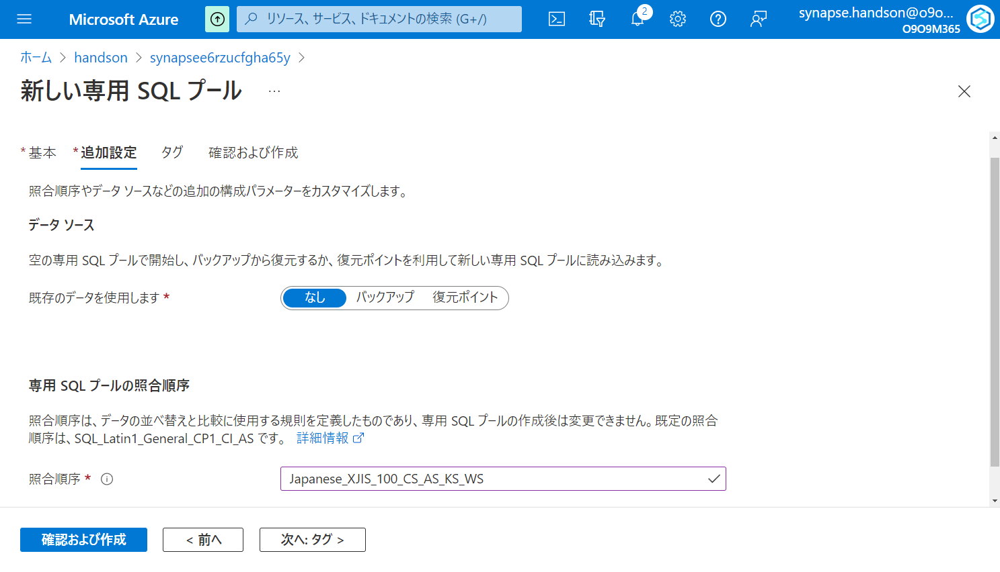 Microsoft Azure
リソース、サービス、ドキュメントの検索 (G+/)
2
synapse.handson@o9o...
O9O9M365
ホーム > handson > synapsee6rzucfgha65y >
新しい専用 SQL プール ...
* 基本 * 追加設定 タグ 確認および作成
照合順序やデータ ソースなどの追加の構成パラメーターをカスタマイズします。
データ ソース
空の専用 SQL プールで開始し、バックアップから復元するか、復元ポイントを利用して新しい専用 SQL プールに読み込みます。
既存のデータを使用します * なし バックアップ 復元ポイント
専用 SQL プールの照合順序
照合順序は、データの並べ替えと比較に使用する規則を定義したものであり、専用 SQL プールの作成後は変更できません。既定の照合
順序は、SQL_Latin1_General_CP1_CI_AS です。 詳細情報
照合順序 * Japanese_XJIS_100_CS_AS_KS_WS
確認および作成 < 前へ 次へ: タグ >